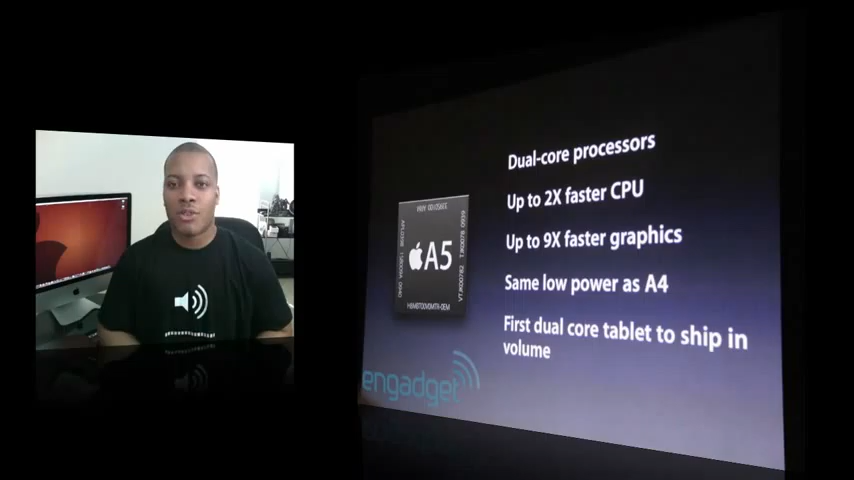 Dual-core processors
Up to 2X faster CPU
Up to 9X faster graphics
A5
Same low power as A4
First dual core tablet to ship in
volume
engadget